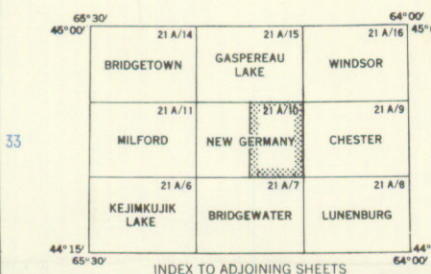 65°30' 64°00'
45°00' 21 A/14 21 A/15 21 A/16 45°0
BRIDGETOWN GASPEREAU LAKE WINDSOR
21 A/11 21 A/10 21 A/9
33 MILFORD NEW GERMANY CHESTER
21 A/6 21 A/7 21 A/8
KEJIMKUJIK LAKE BRIDGEWATER LUNENBURG
44°15' 44°
65°30' 64°00'
INDEX TO ADJOINING SHEETS